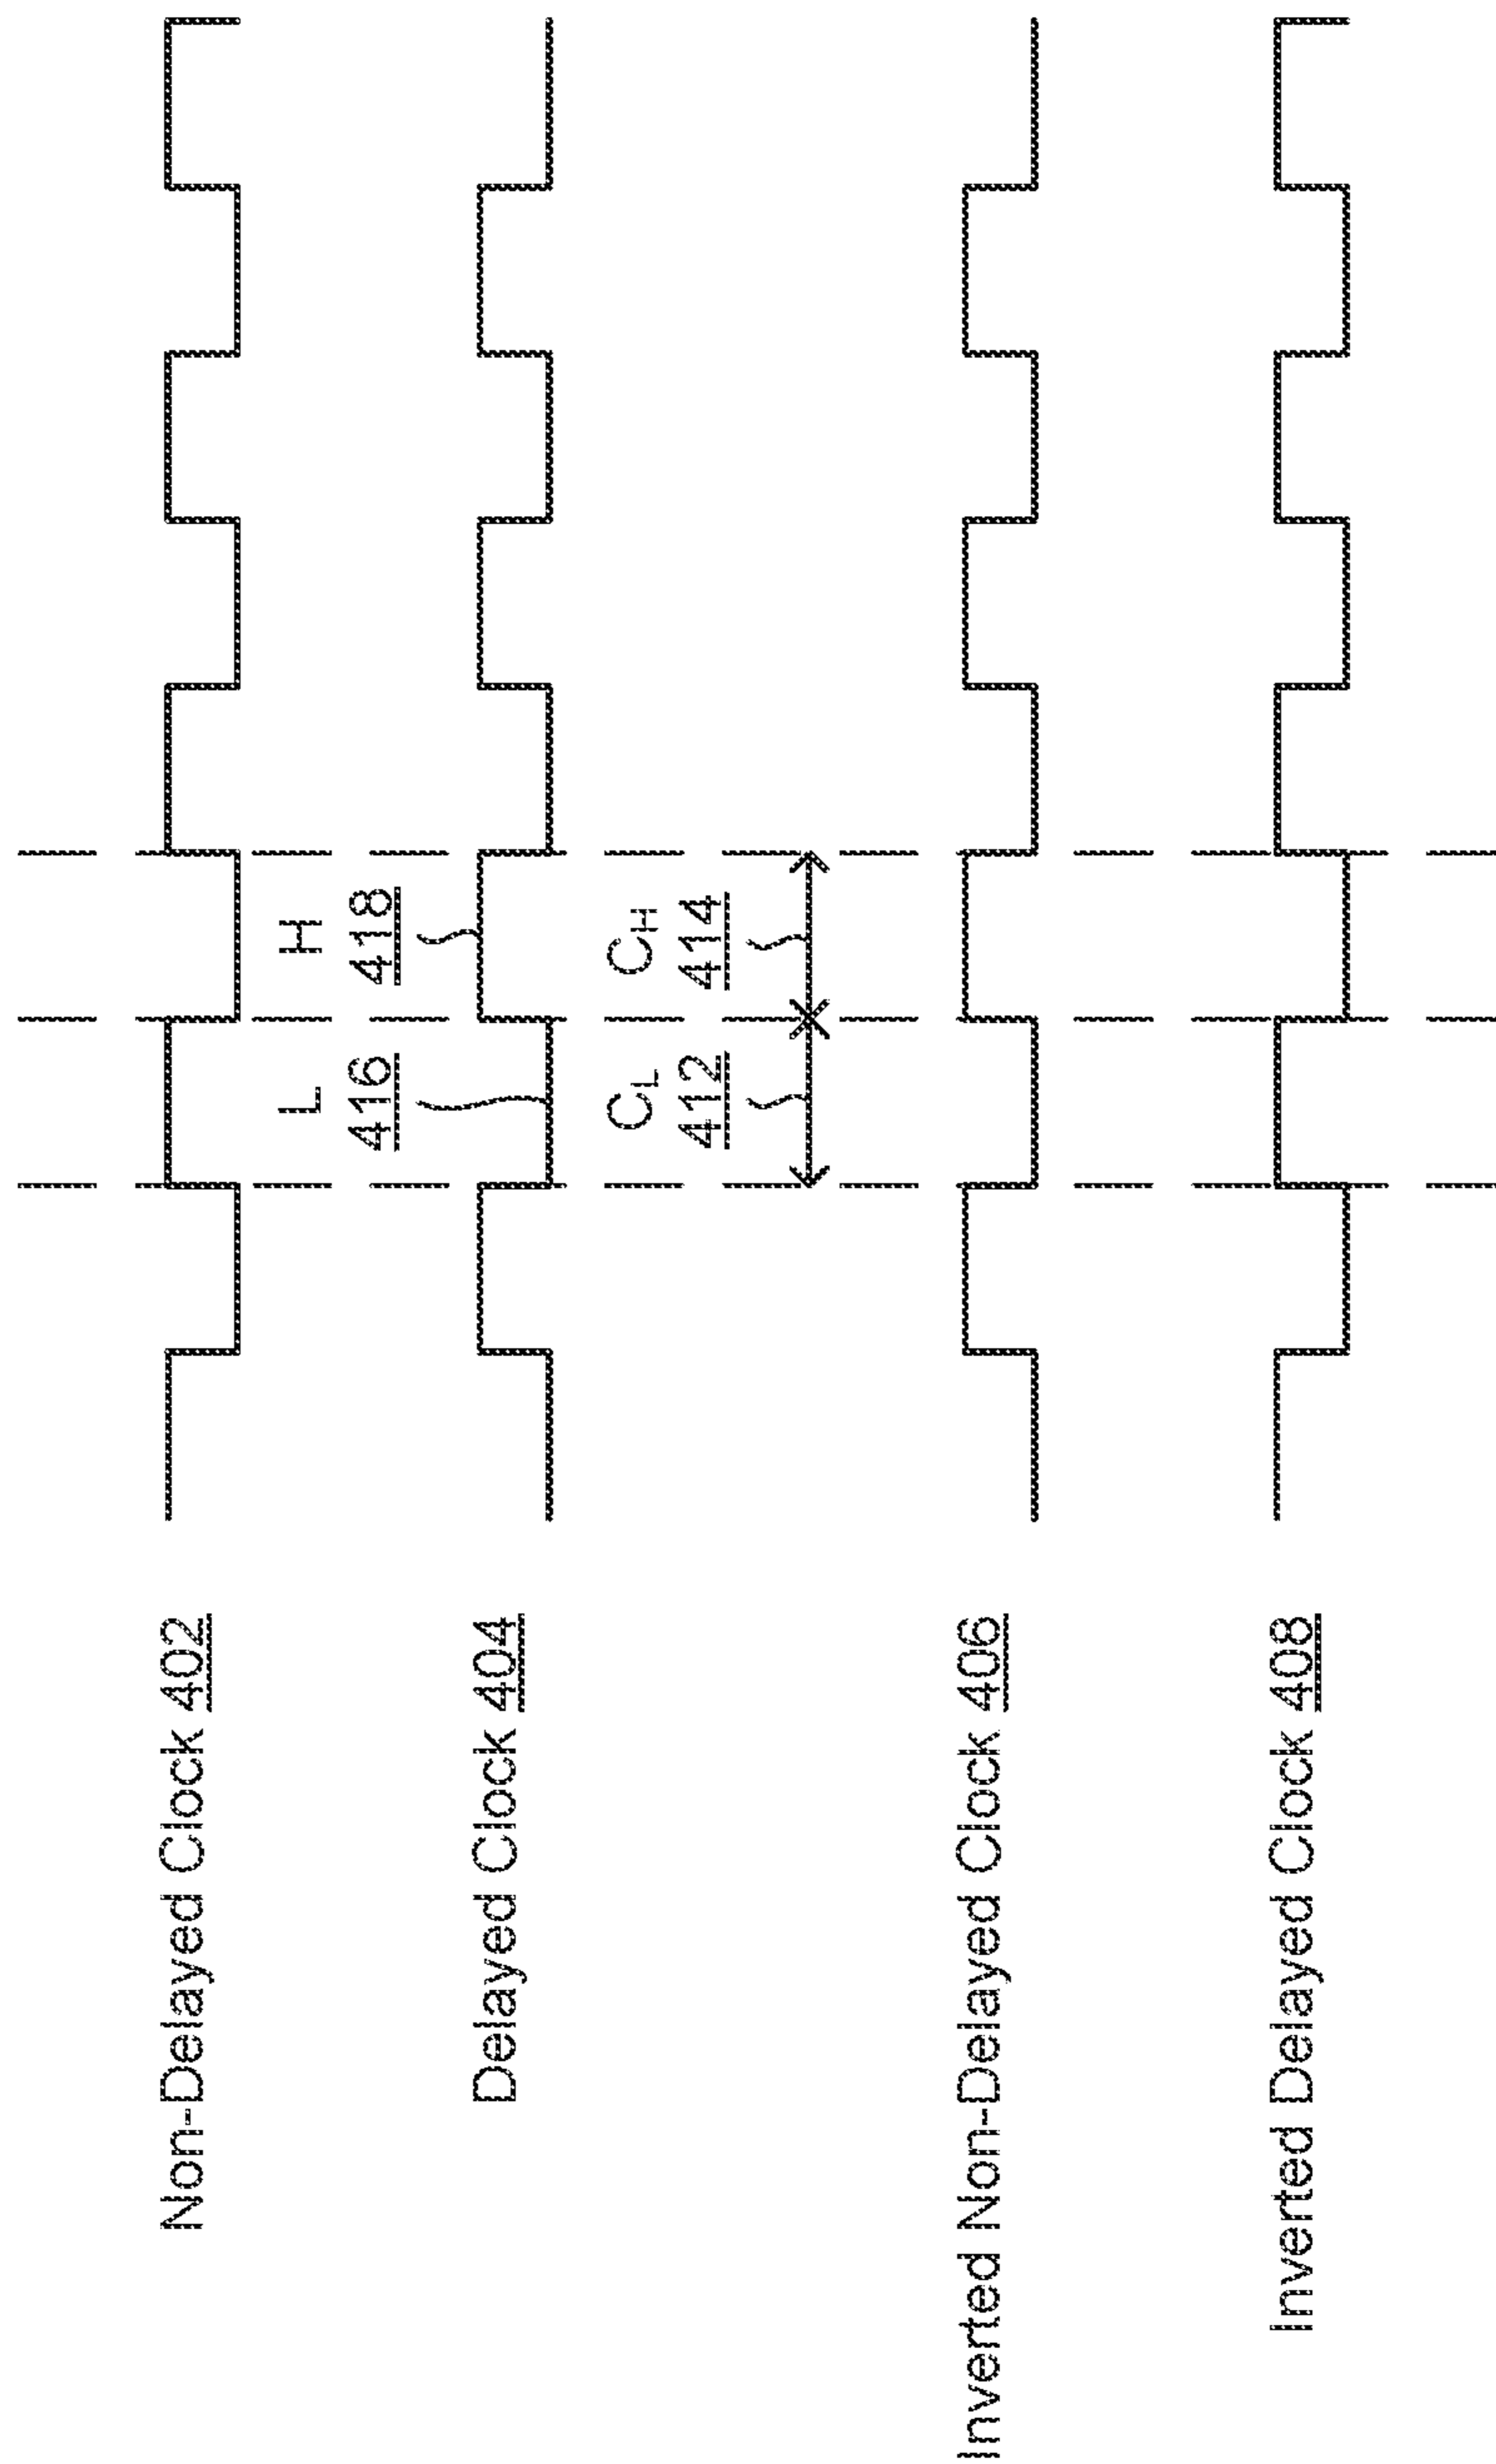 Non-Delayed Clock 402
L
416
H
418
Delayed Clock 404
CL
412
CH
414
Inverted Non-Delayed Clock 406
Inverted Delayed Clock 408